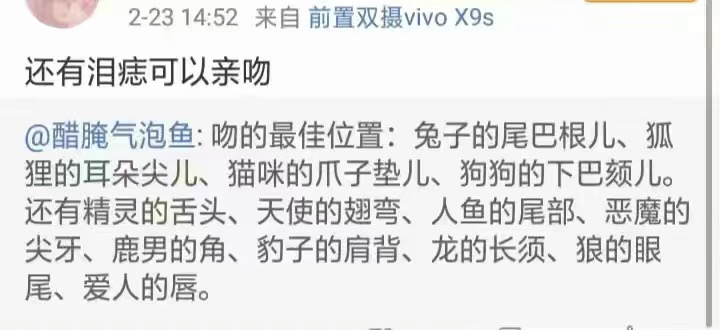 2-23 14:52 来自 前置双摄vivo X9s
还有泪痣可以亲吻
@醋腌气泡鱼: 吻的最佳位置：兔子的尾巴根儿、狐
狸的耳朵尖儿、猫咪的爪子垫儿、狗狗的下巴颏儿。
还有精灵的舌头、天使的翅弯、人鱼的尾部、恶魔的
尖牙、鹿男的角、豹子的肩背、龙的长须、狼的眼
尾、爱人的唇。